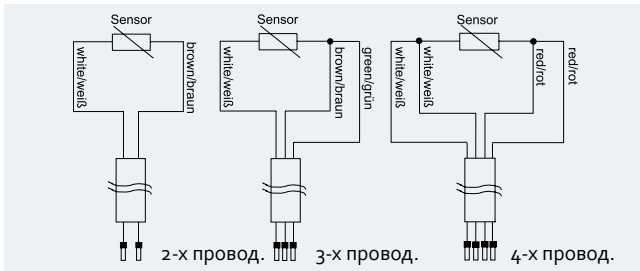 Sensor
white/weiß
brown/braun
2-х провод.
Sensor
white/weiß
brown/braun
green/grün
3-х провод.
Sensor
white/weiß
white/weiß
red/rot
red/rot
4-х провод.